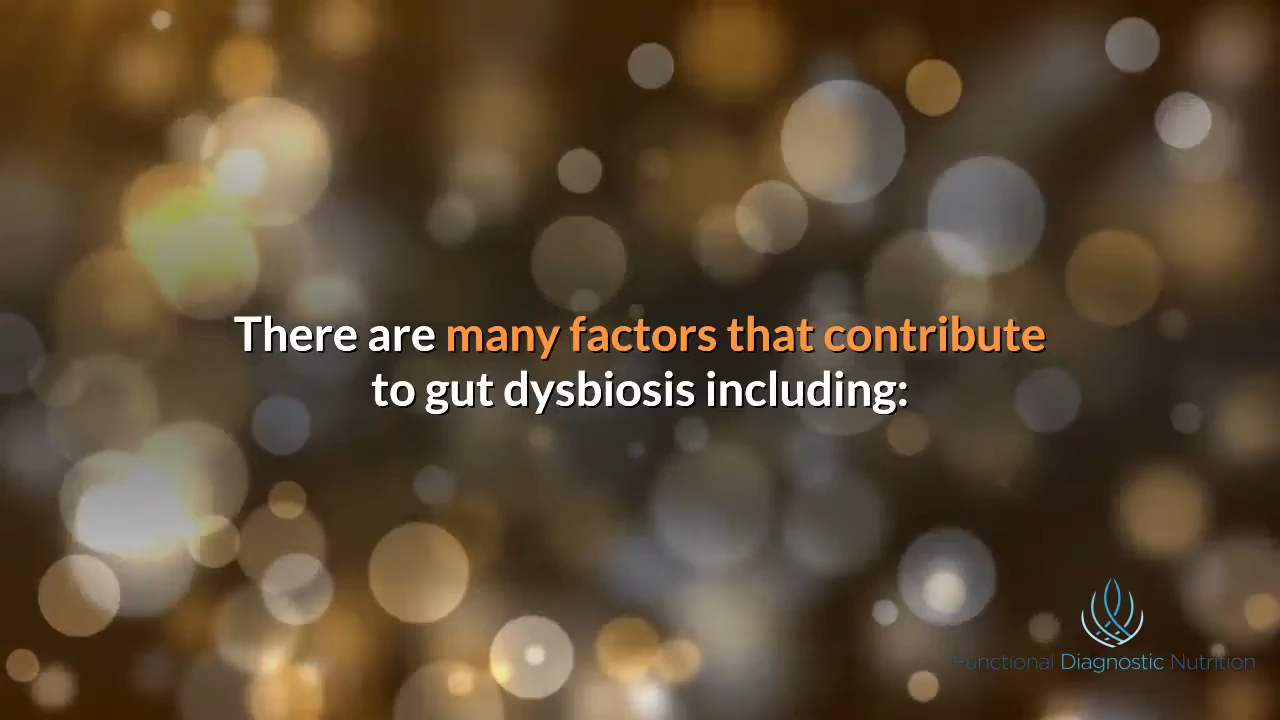 There are many factors that contribute
to gut dysbiosis including:
Functional Diagnostic Nutrition